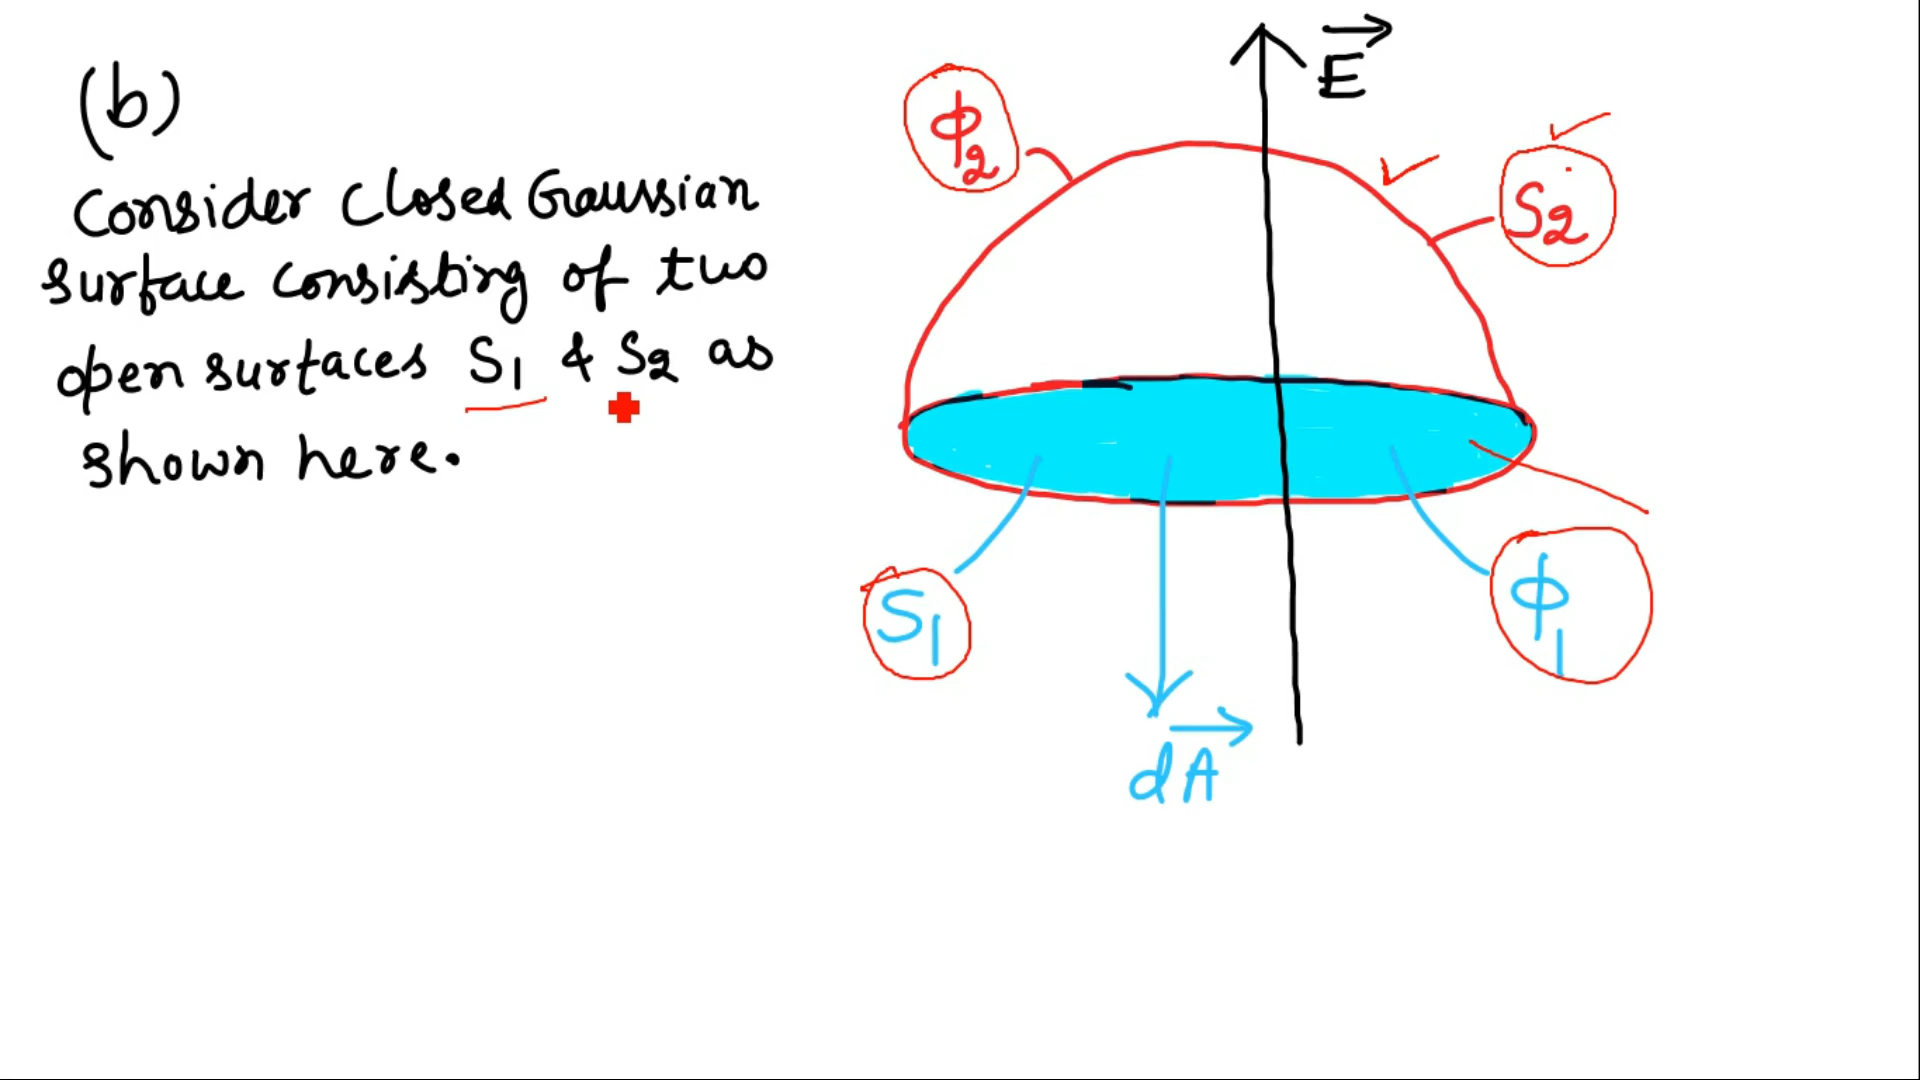 (b)
Consider Closed Gaussian
surface consisting of two
open surfaces S₁ & S₂ as
shown here.
E
ϕ₂
S₂
S₁
ϕ₁
dA